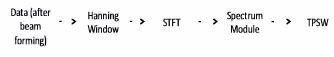 Data (after
beam
forming)
- >
Hanning
Window
- >
STFT
- >
Spectrum
Module
- >
TPSW